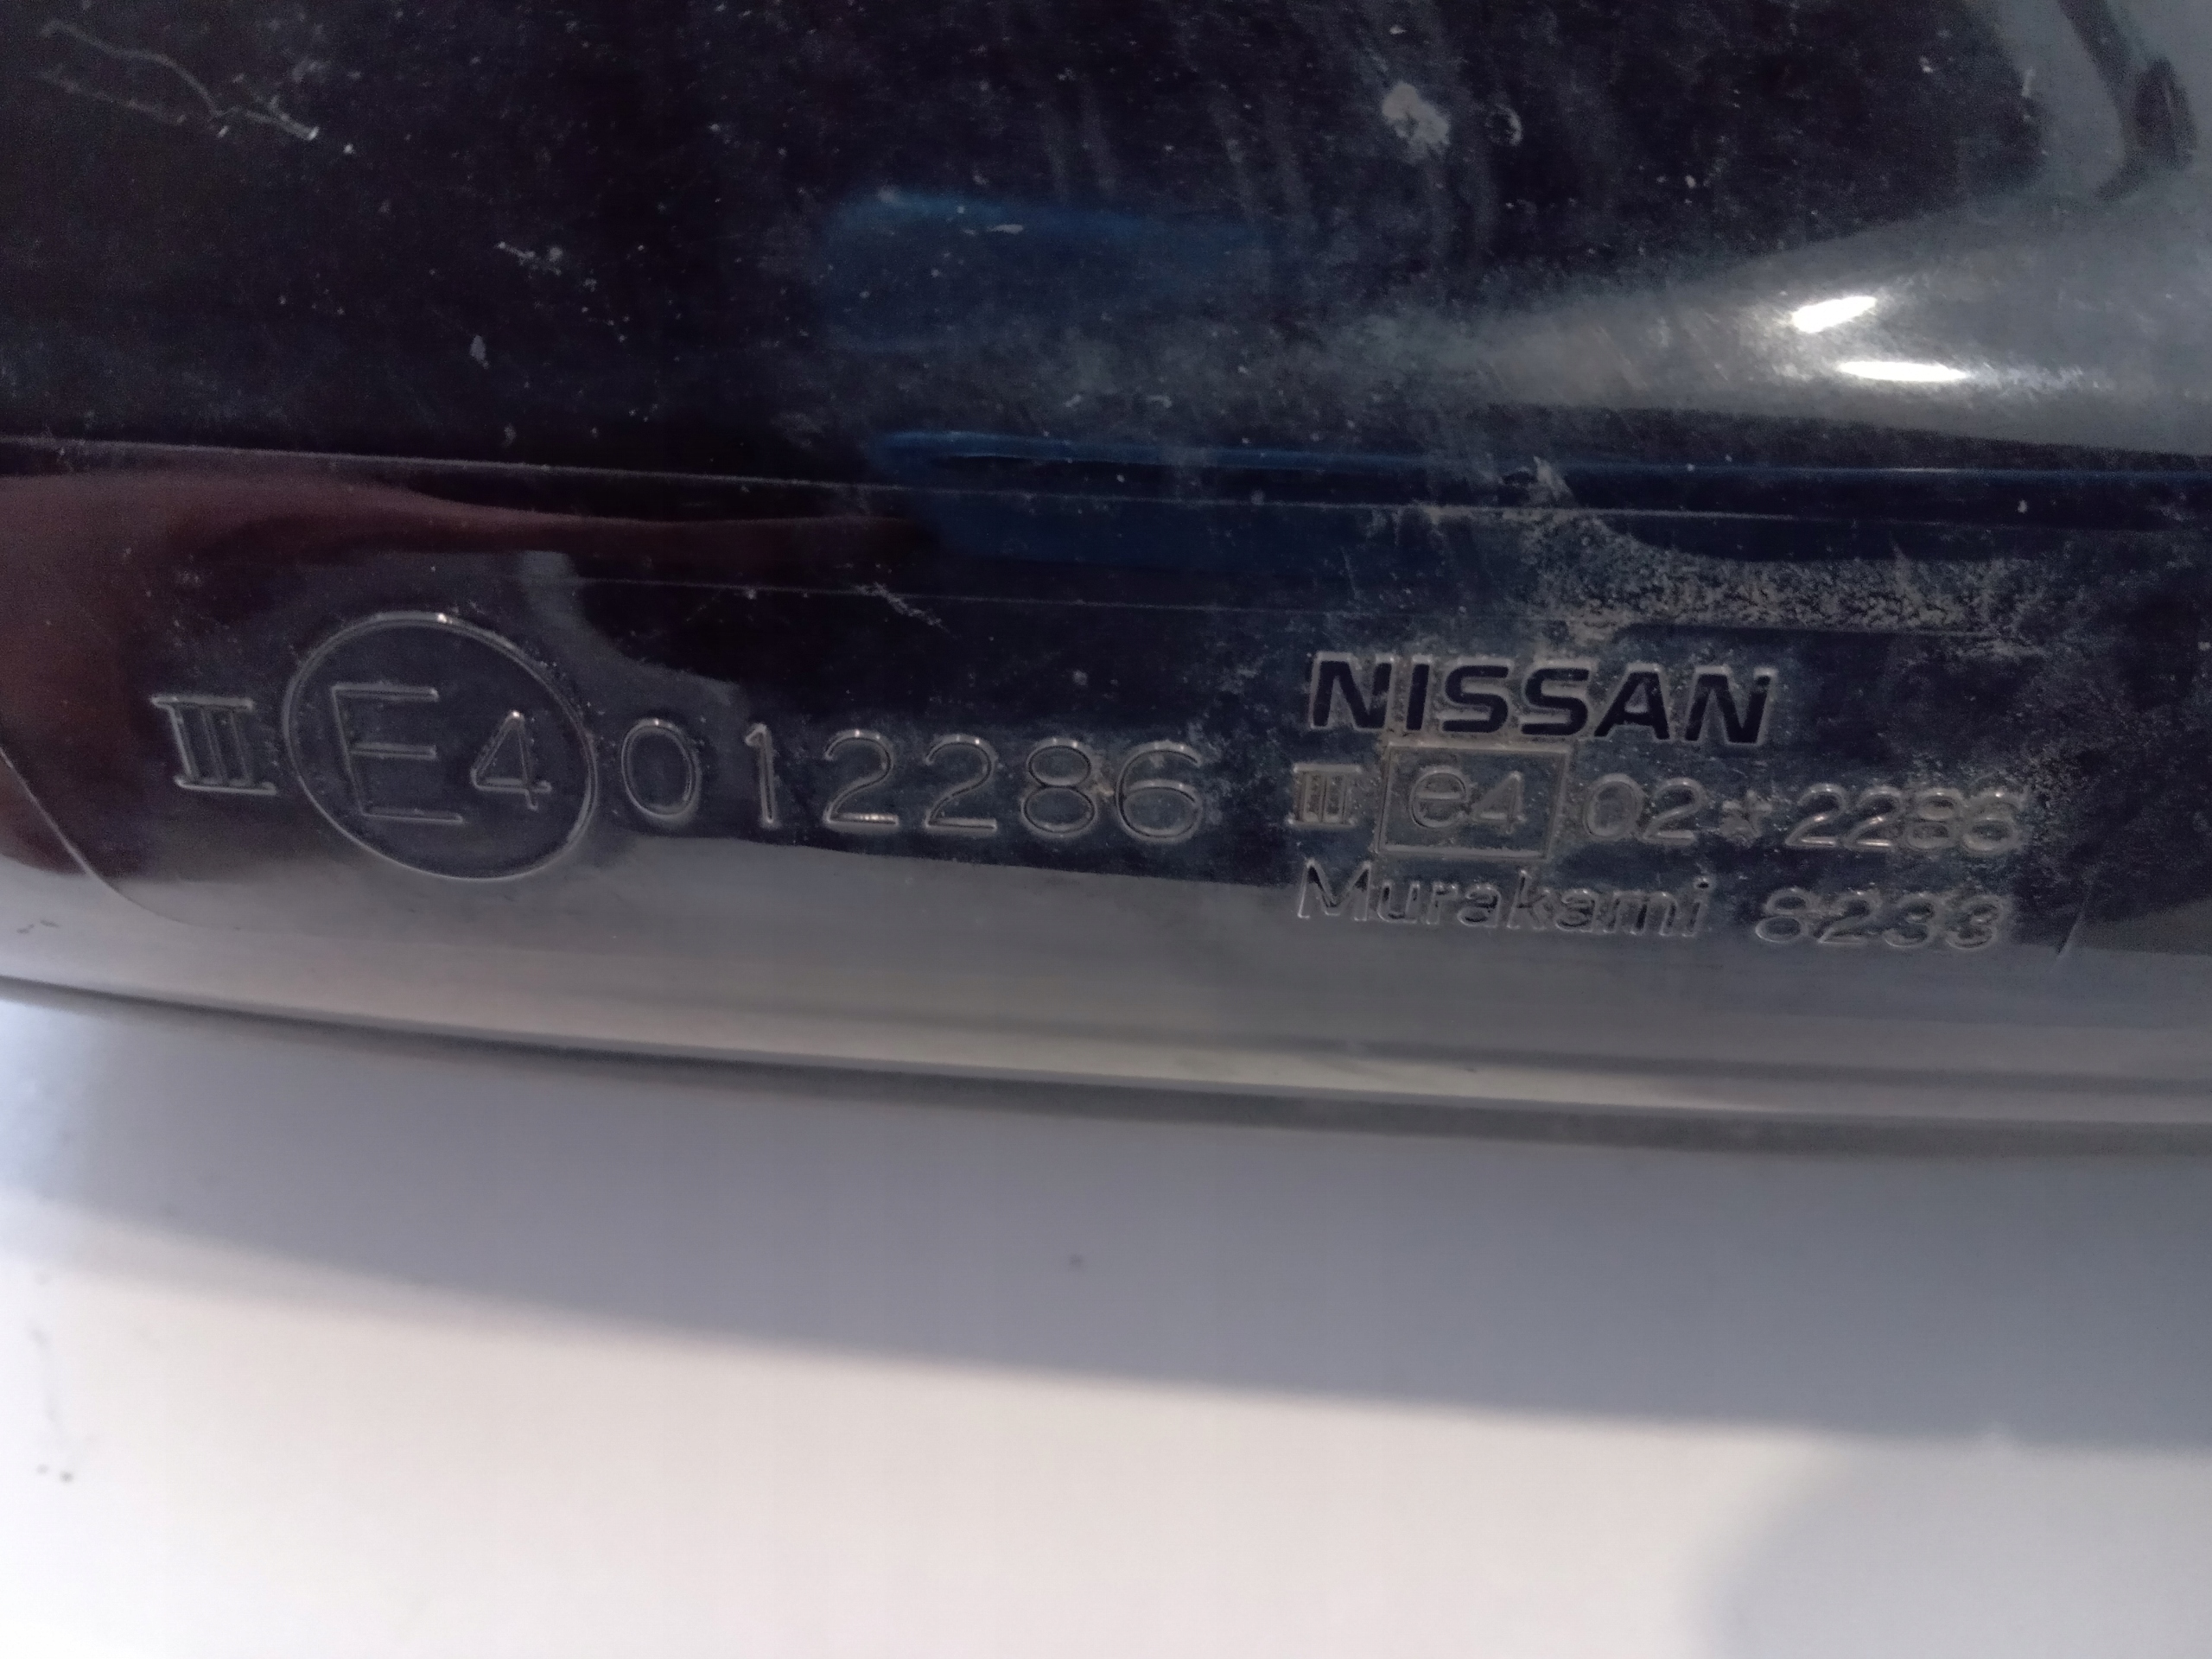 III E4 012286
NISSAN
III e4 02*2286
Murakami 8233